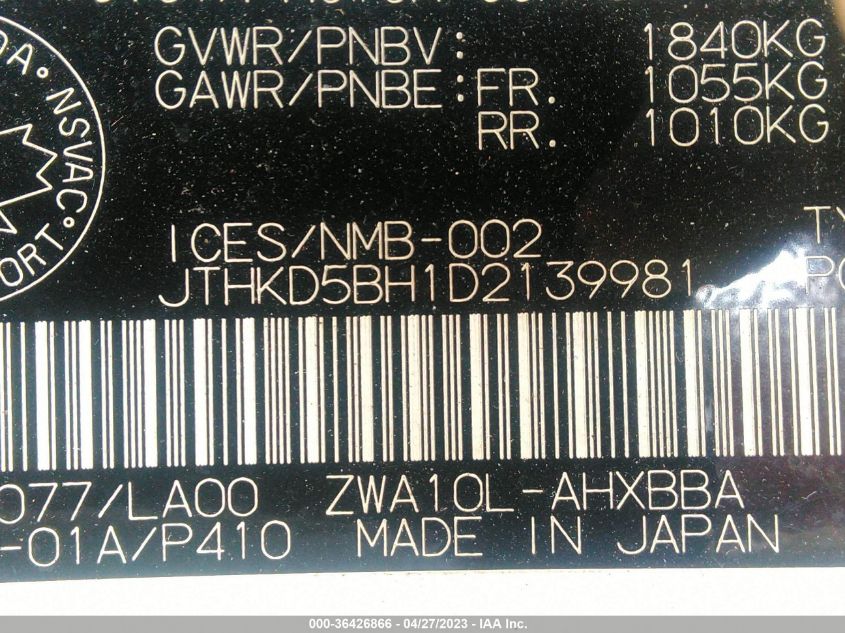 GVWR/PNBV: 1840KG
GAWR/PNBE:FR. 1055KG
RR. 1010KG
NSVAC
ICES/NMB-002
JTHKD5BH1D2139981
077/LA00 ZWA10L-AHXBBA
-01A/P410 MADE IN JAPAN
000-36426866 - 04/27/2023 - IAA Inc.